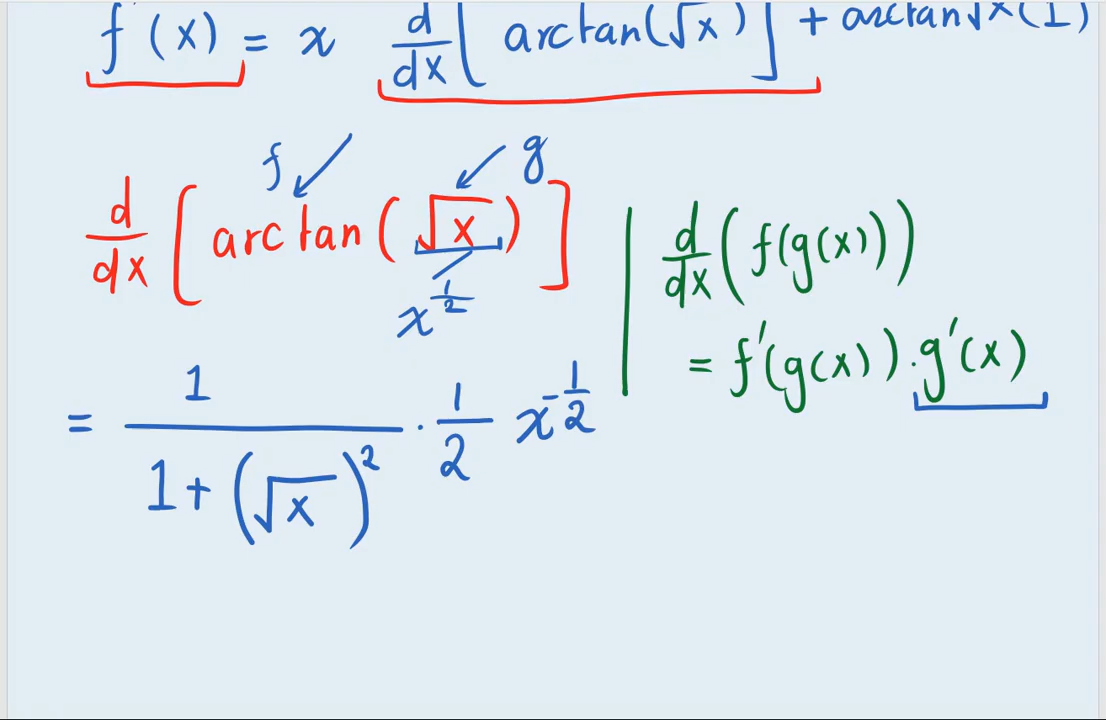 f'(x) = x d/dx [ arctan(√x) ] + arctan√x (1)
f g
d/dx [ arctan ( √x ) ]
x^(1/2)
= 1/(1 + (√x)^2) · 1/2 x^(-1/2)
d/dx ( f(g(x)) )
= f'(g(x)) · g'(x)